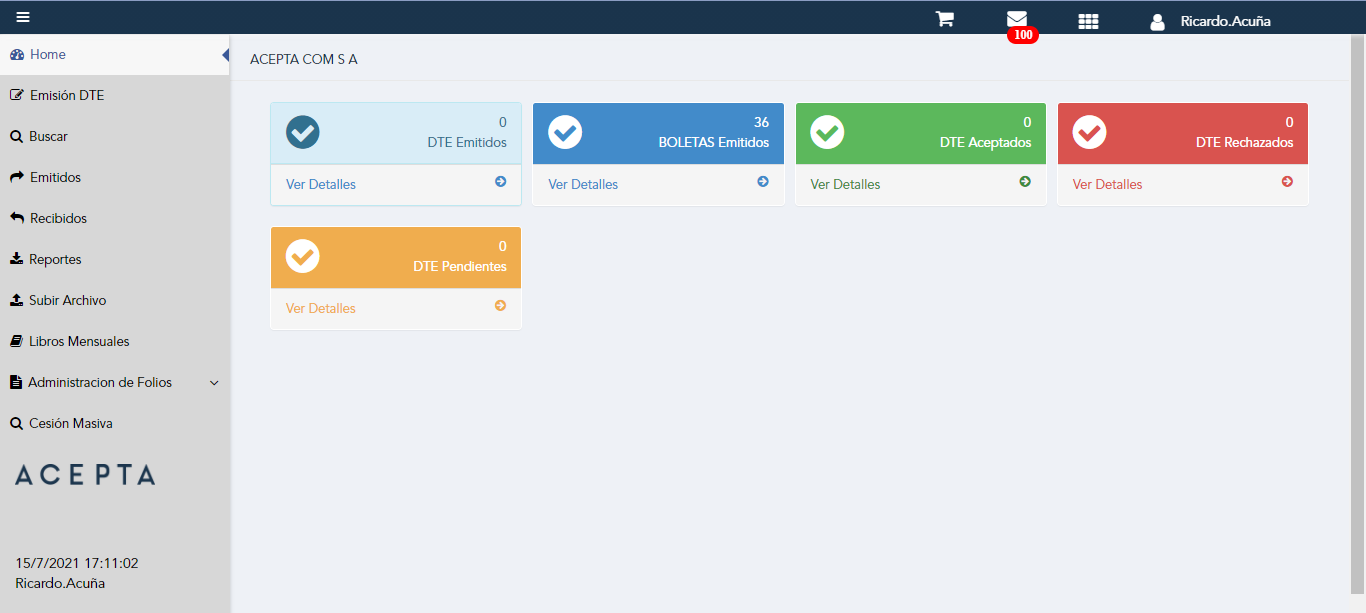 100
Ricardo.Acuña
Home
ACEPTA COM S A
Emisión DTE
Buscar
Emitidos
Recibidos
Reportes
Subir Archivo
Libros Mensuales
Administracion de Folios
Cesión Masiva
ACEPTA
15/7/2021 17:11:02
Ricardo.Acuña
0
DTE Emitidos
Ver Detalles
36
BOLETAS Emitidos
Ver Detalles
0
DTE Aceptados
Ver Detalles
0
DTE Rechazados
Ver Detalles
0
DTE Pendientes
Ver Detalles